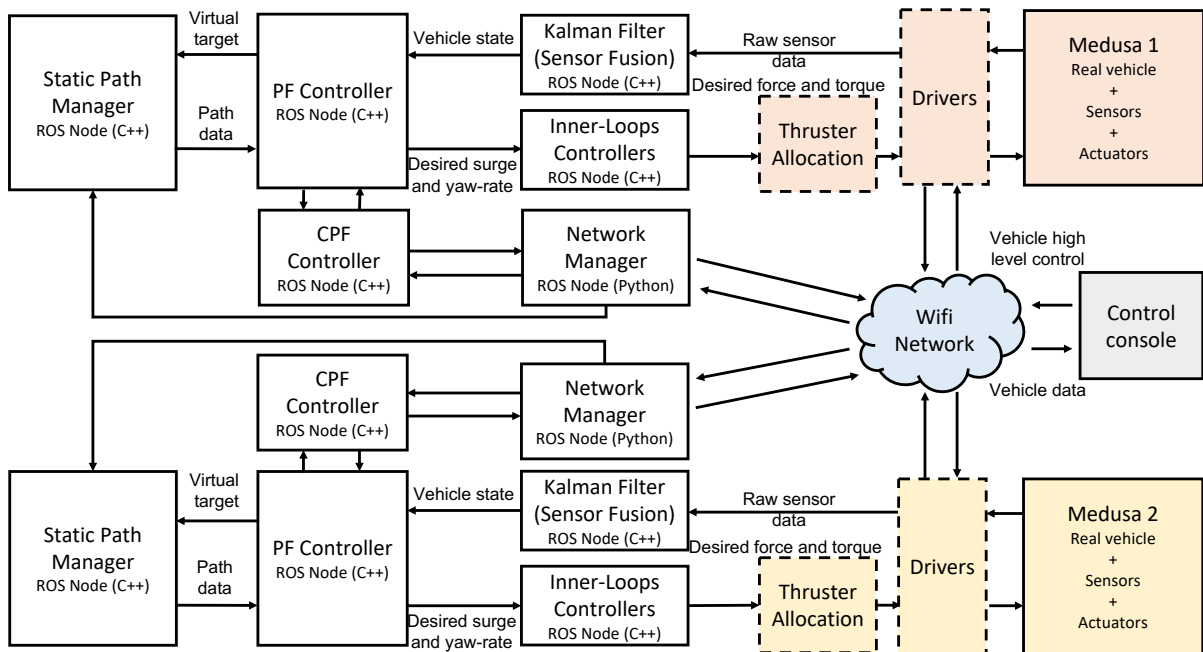 Virtual
target
Static Path
Manager
ROS Node (C++)
Path
data
PF Controller
ROS Node (C++)
Vehicle state
Desired surge
and yaw-rate
Kalman Filter
(Sensor Fusion)
ROS Node (C++)
Inner-Loops
Controllers
ROS Node (C++)
Raw sensor
data
Desired force and torque
Thruster
Allocation
Drivers
Medusa 1
Real vehicle
+
Sensors
+
Actuators
CPF
Controller
ROS Node (C++)
Network
Manager
ROS Node (Python)
Vehicle high
level control
Wifi
Network
Control
console
Vehicle data
CPF
Controller
ROS Node (C++)
Network
Manager
ROS Node (Python)
Virtual
target
Static Path
Manager
ROS Node (C++)
Path data
PF Controller
ROS Node (C++)
Vehicle state
Desired surge
and yaw-rate
Kalman Filter
(Sensor Fusion)
ROS Node (C++)
Inner-Loops
Controllers
ROS Node (C++)
Raw sensor
data
Desired force and torque
Thruster
Allocation
Drivers
Medusa 2
Real vehicle
+
Sensors
+
Actuators